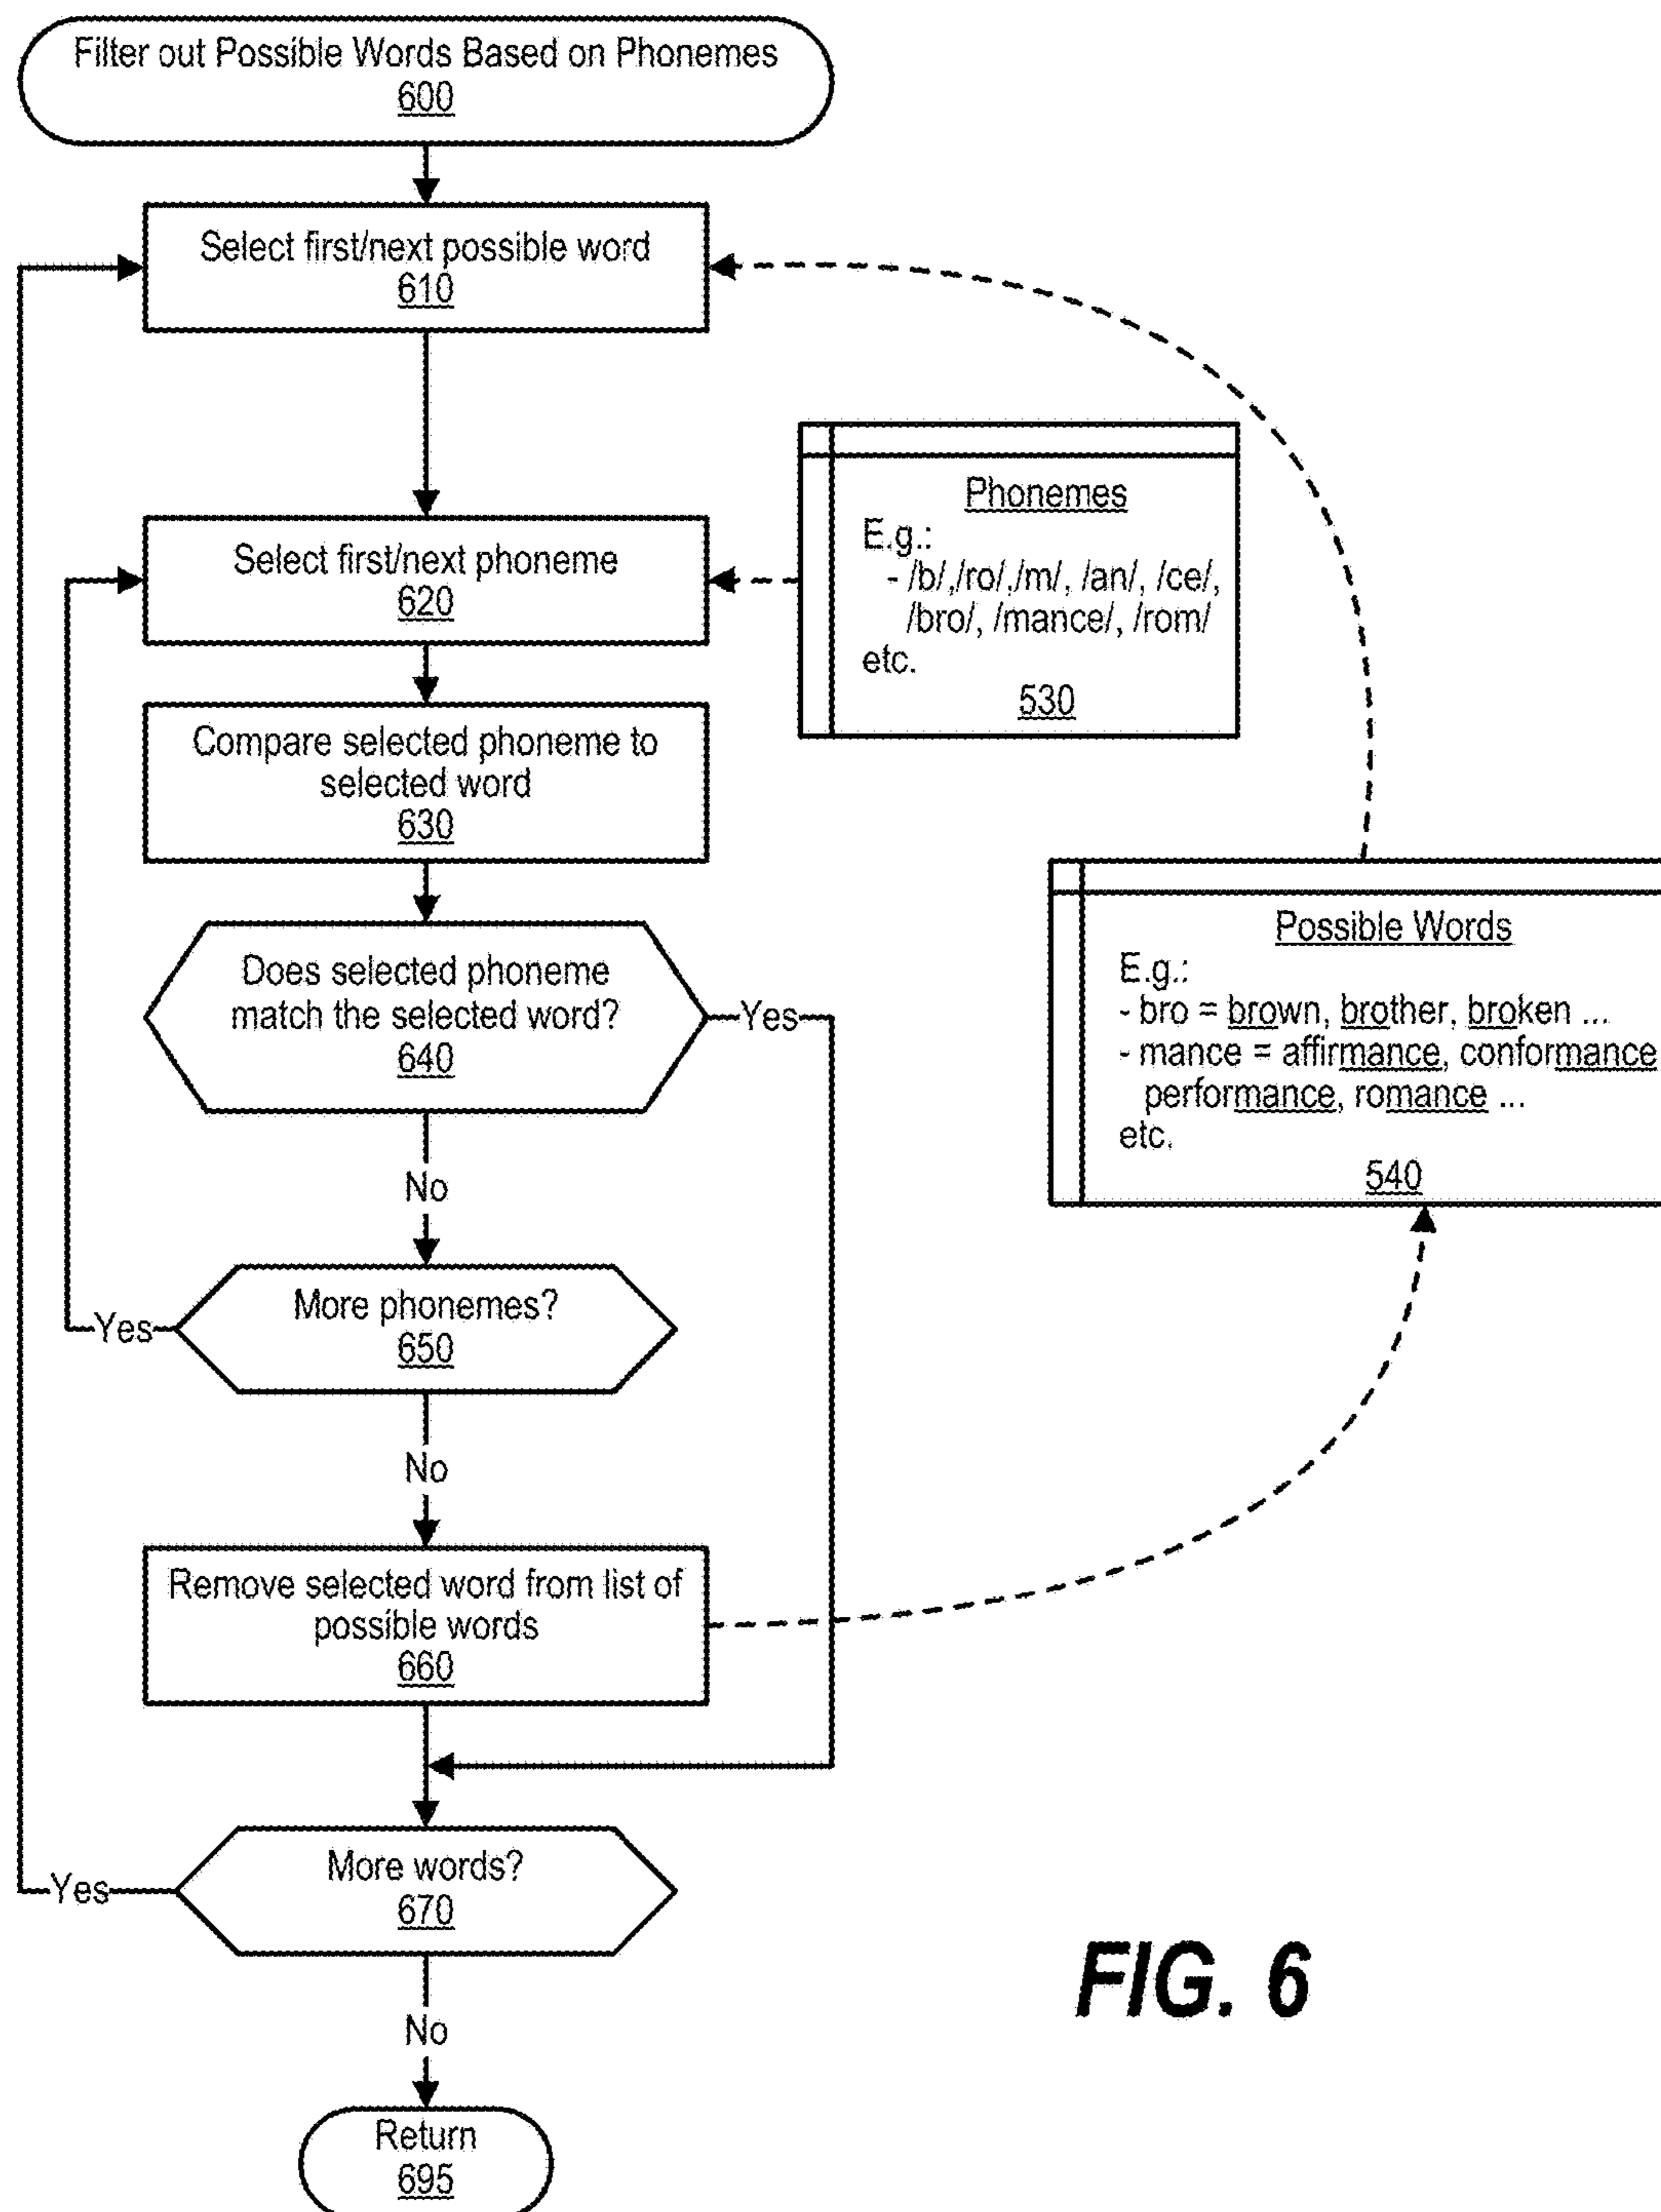 Filter out Possible Words Based on Phonemes
600
Select first/next possible word
610
Select first/next phoneme
620
Phonemes
E.g.:
- /b/,/ro/,/m/, /an/, /ce/,
/bro/, /mance/, /rom/
etc.
530
Compare selected phoneme to
selected word
630
Does selected phoneme
match the selected word?
640
Yes
No
Possible Words
E.g.:
- bro = brown, brother, broken ...
- mance = affirmance, conformance
performance, romance ...
etc.
540
More phonemes?
650
Yes
No
Remove selected word from list of
possible words
660
More words?
670
Yes
No
Return
695
FIG. 6